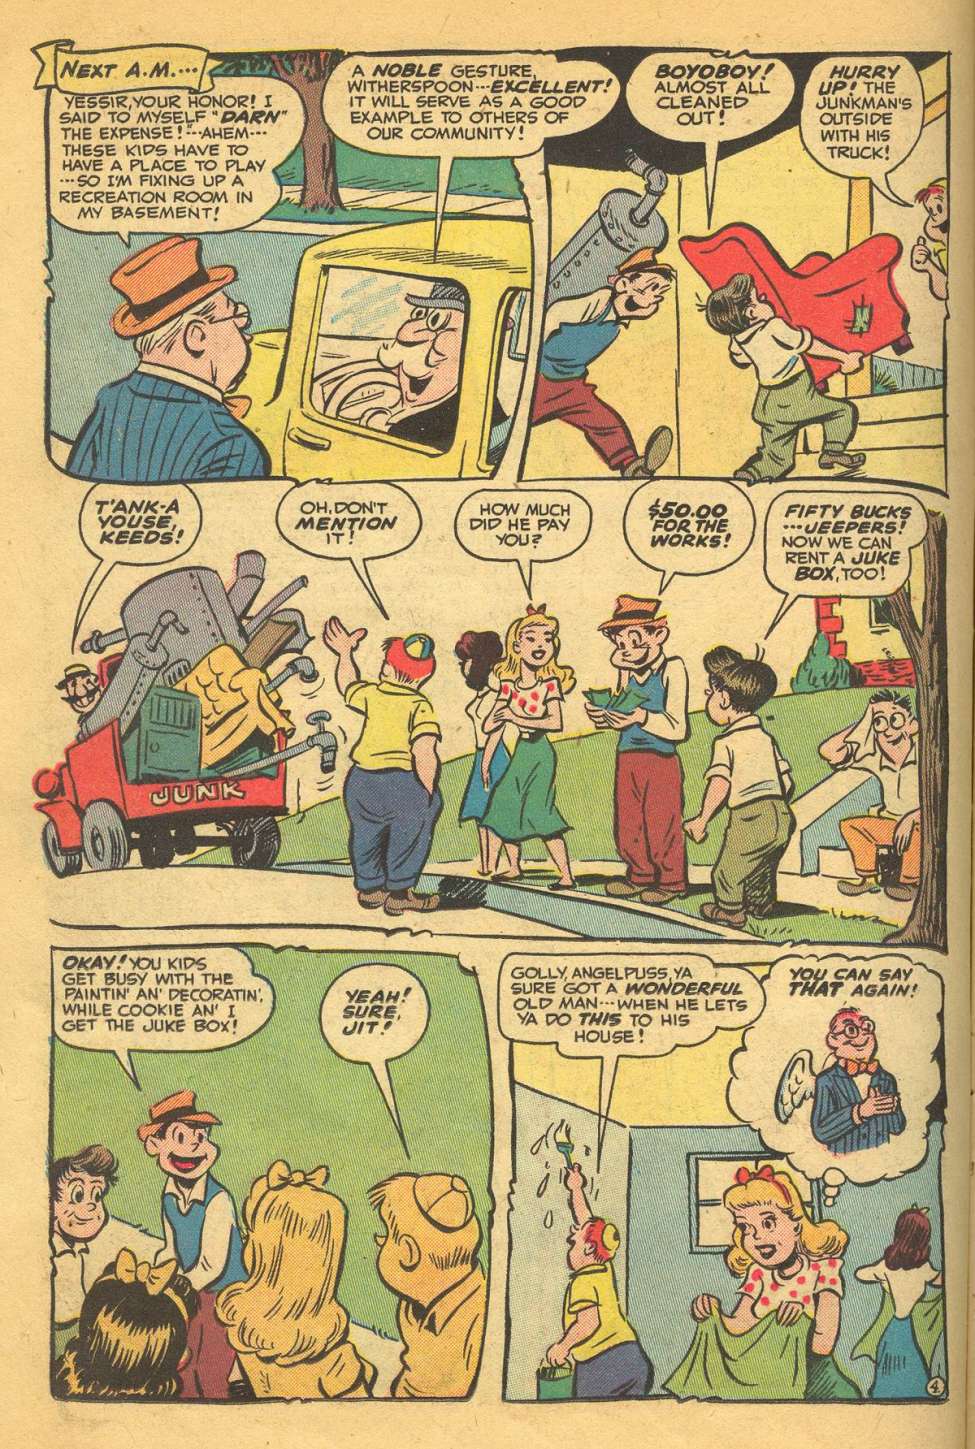 NEXT A.M....
YESSIR, YOUR HONOR! I
SAID TO MYSELF "DARN"
THE EXPENSE! --AHEM---
THESE KIDS HAVE TO
HAVE A PLACE TO PLAY
---SO I'M FIXING UP A
RECREATION ROOM IN
MY BASEMENT!
A NOBLE GESTURE,
WITHERSPOON---EXCELLENT!
IT WILL SERVE AS A GOOD
EXAMPLE TO OTHERS OF
OUR COMMUNITY!
BOYOBOY!
ALMOST ALL
CLEANED
OUT!
HURRY
UP! THE
JUNKMAN'S
OUTSIDE
WITH HIS
TRUCK!
T'ANK-A
YOUSE,
KEEDS!
OH, DON'T
MENTION
IT!
HOW MUCH
DID HE PAY
YOU?
$50.00
FOR THE
WORKS!
FIFTY BUCKS
---JEEPERS!
NOW WE CAN
RENT A JUKE
BOX, TOO!
JUNK
OKAY! YOU KIDS
GET BUSY WITH THE
PAINTIN' AN' DECORATIN',
WHILE COOKIE AN' I
GET THE JUKE BOX!
YEAH!
SURE,
JIT!
GOLLY, ANGELPUSS, YA
SURE GOT A WONDERFUL
OLD MAN---WHEN HE LETS
YA DO THIS TO HIS
HOUSE!
YOU CAN SAY
THAT AGAIN!
4